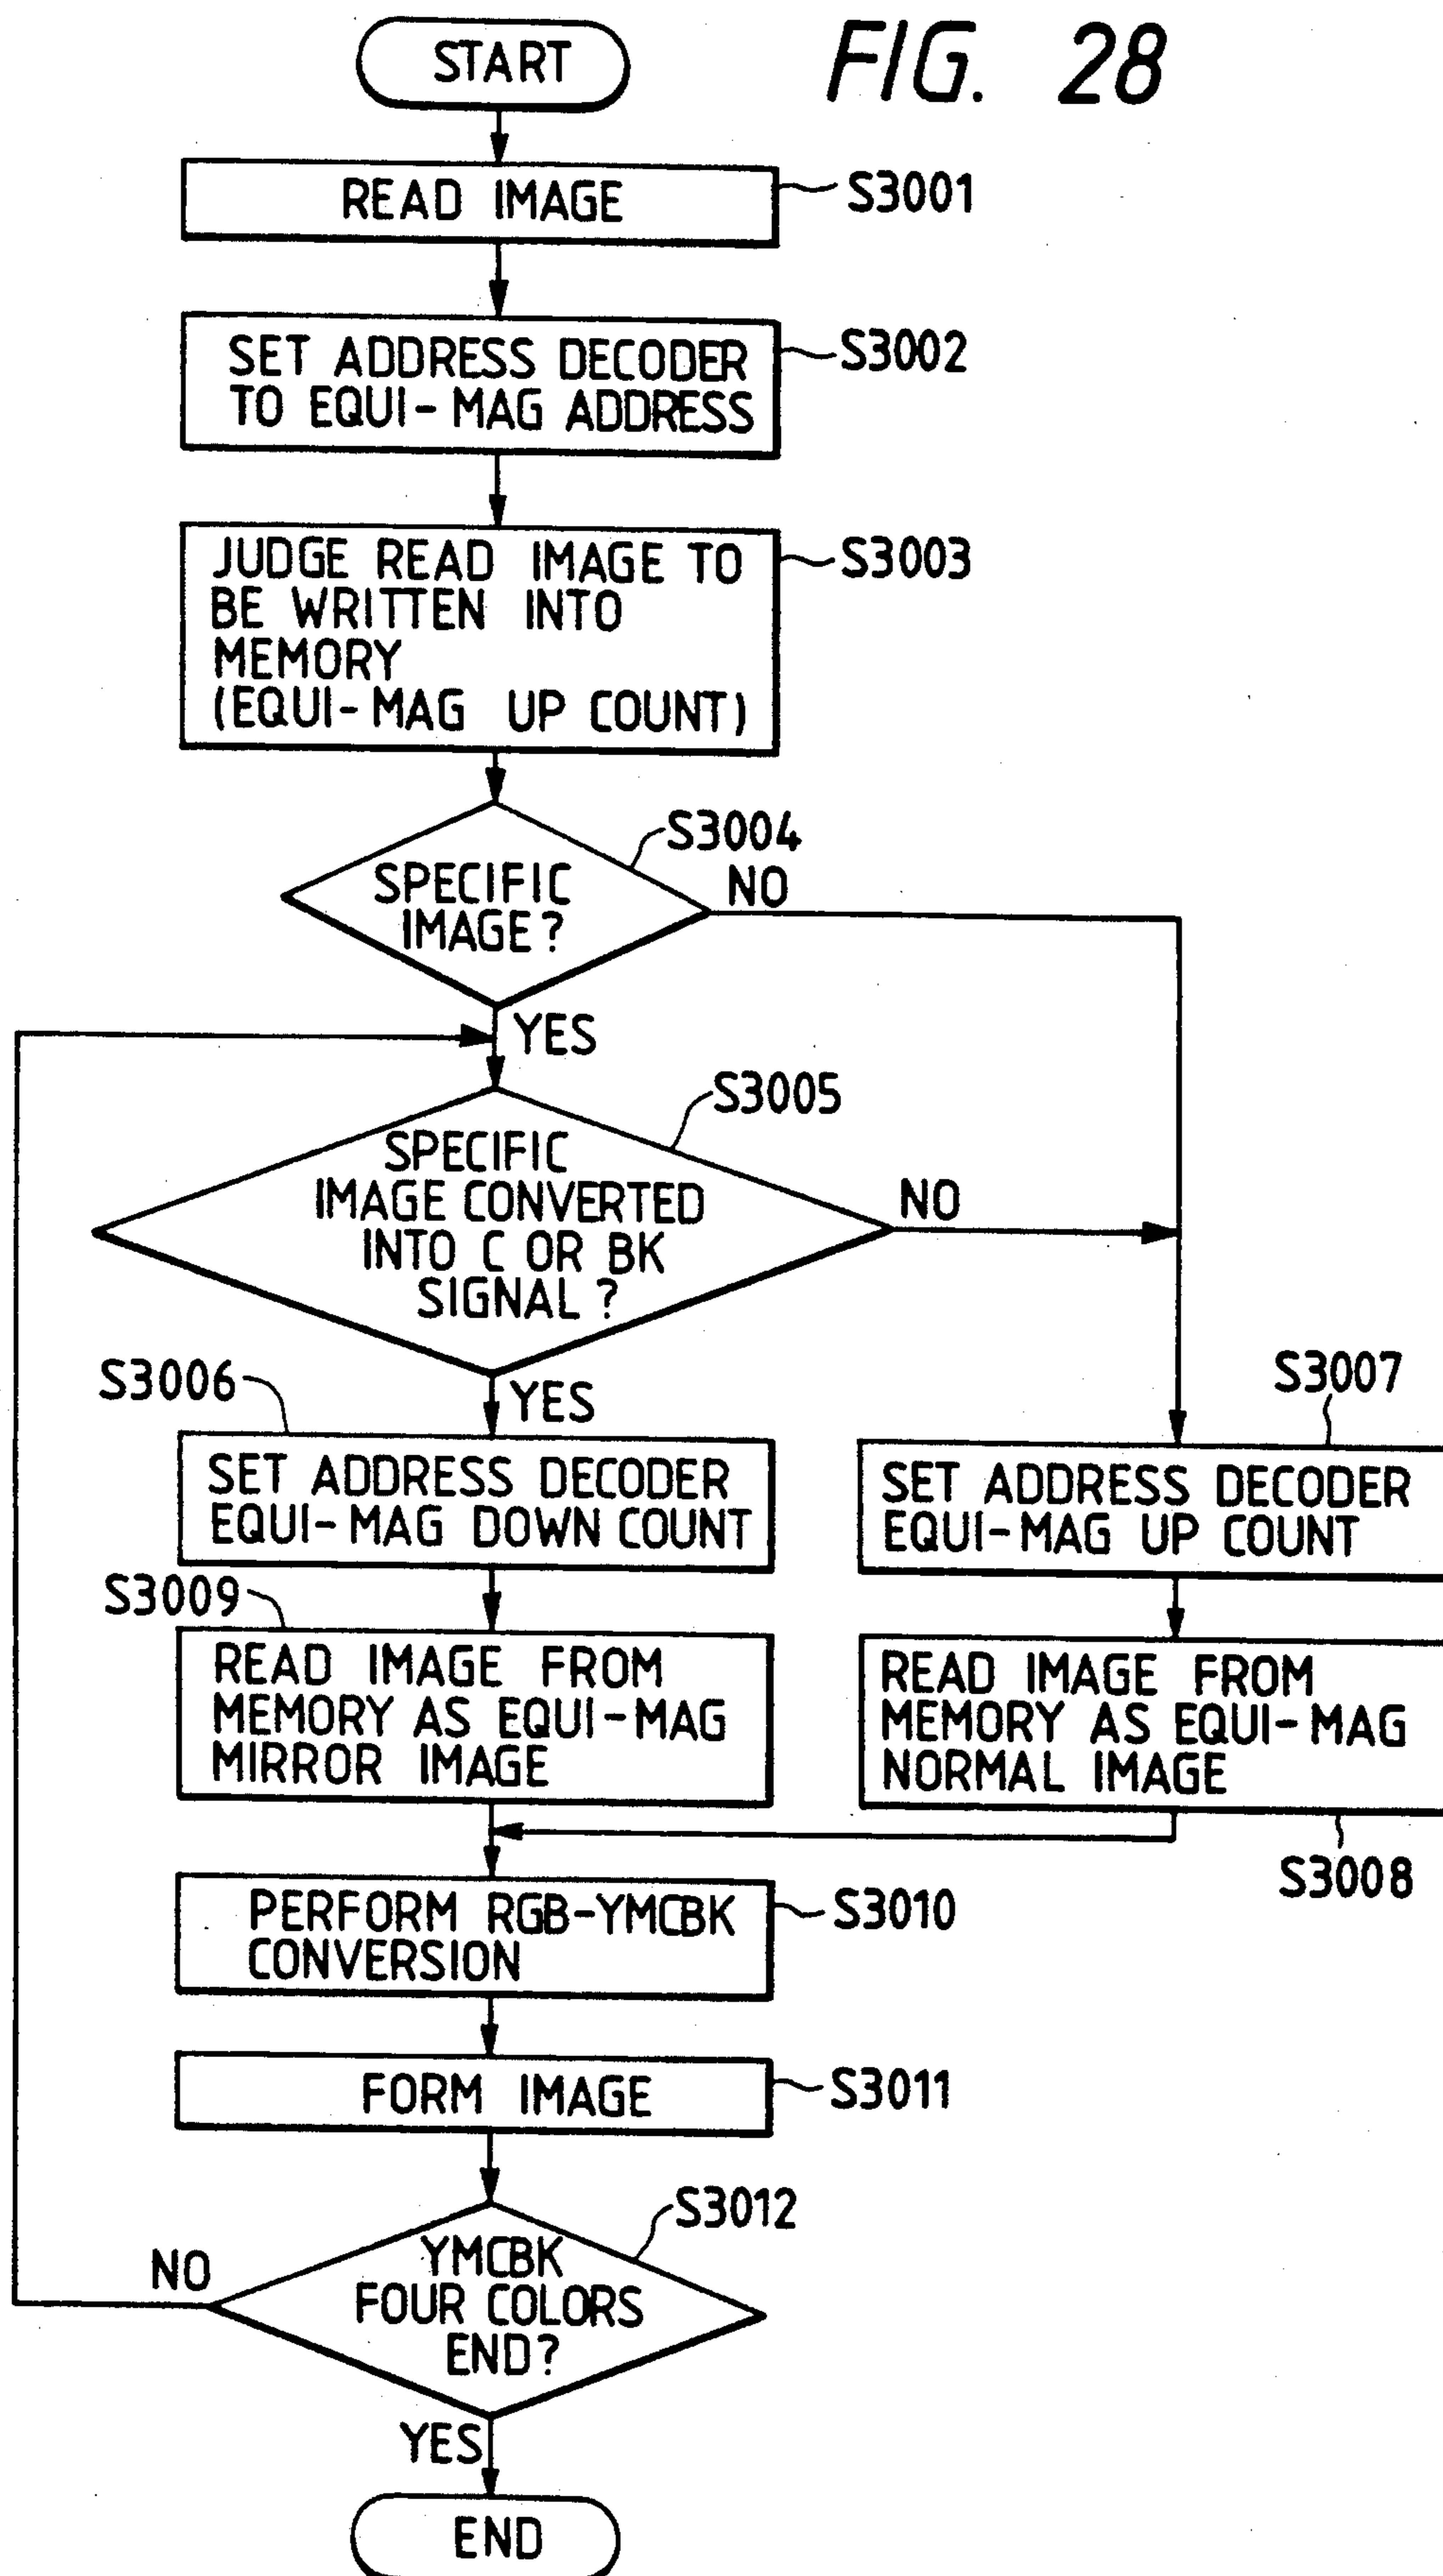 START
FIG. 28
READ IMAGE
S3001
SET ADDRESS DECODER
TO EQUI-MAG ADDRESS
S3002
JUDGE READ IMAGE TO
BE WRITTEN INTO
MEMORY
(EQUI-MAG UP COUNT)
S3003
S3004
SPECIFIC
IMAGE?
NO
YES
S3005
SPECIFIC
IMAGE CONVERTED
INTO C OR BK
SIGNAL?
NO
YES
S3006
SET ADDRESS DECODER
EQUI-MAG DOWN COUNT
S3007
SET ADDRESS DECODER
EQUI-MAG UP COUNT
S3009
READ IMAGE FROM
MEMORY AS EQUI-MAG
MIRROR IMAGE
READ IMAGE FROM
MEMORY AS EQUI-MAG
NORMAL IMAGE
S3008
PERFORM RGB-YMCBK
CONVERSION
S3010
FORM IMAGE
S3011
S3012
YMCBK
FOUR COLORS
END?
NO
YES
END